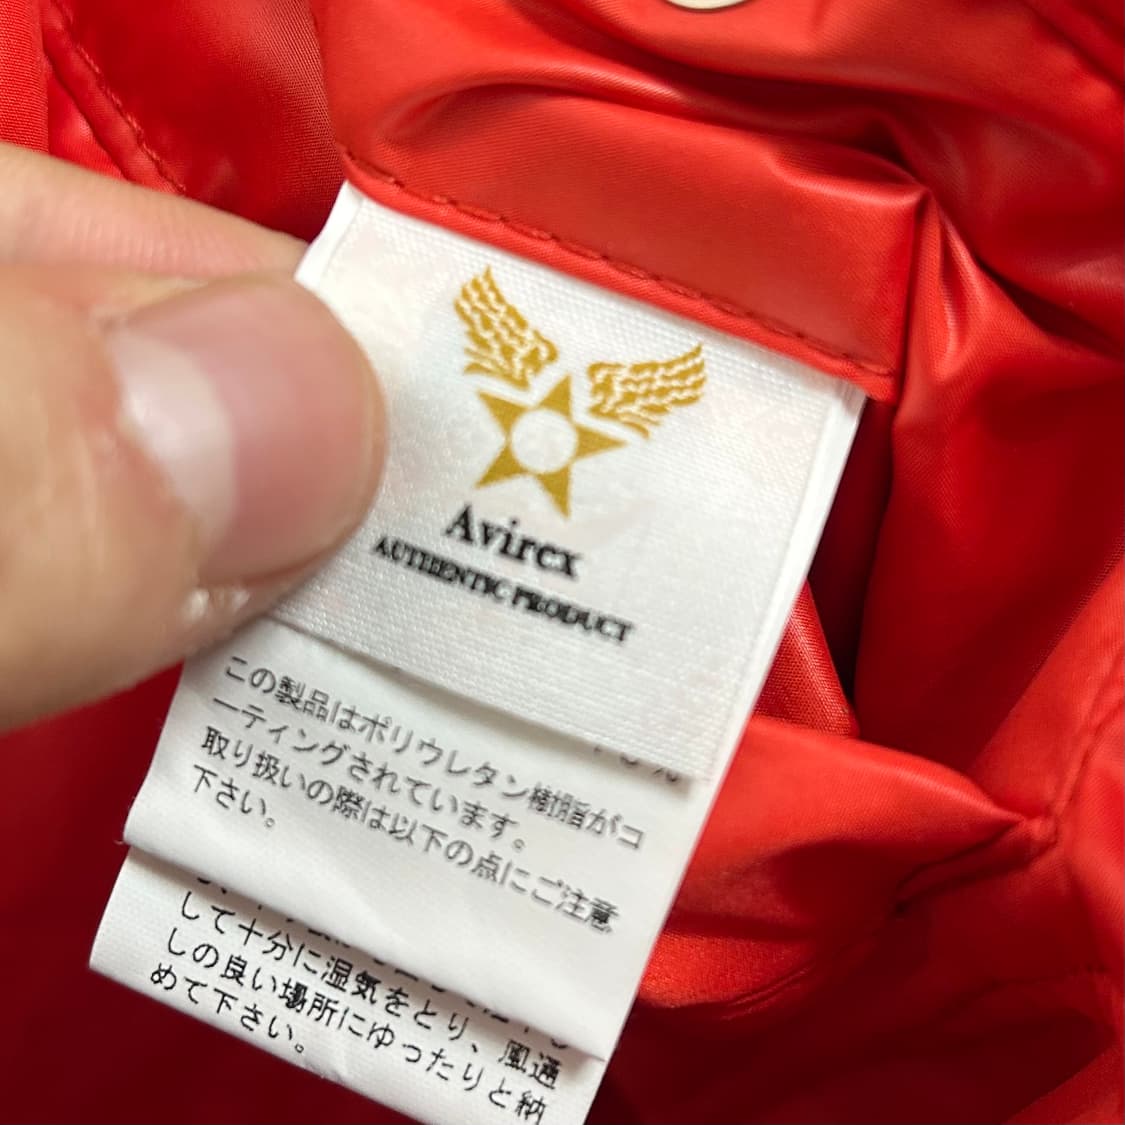 Avirex
AUTHENTIC PRODUCT
この製品はポリウレタン樹脂がコ
ーティングされています。
取り扱いの際は以下の点にご注意
下さい。
して十分に湿気をとり、風通
しの良い場所にゆったりと納
めて下さい。